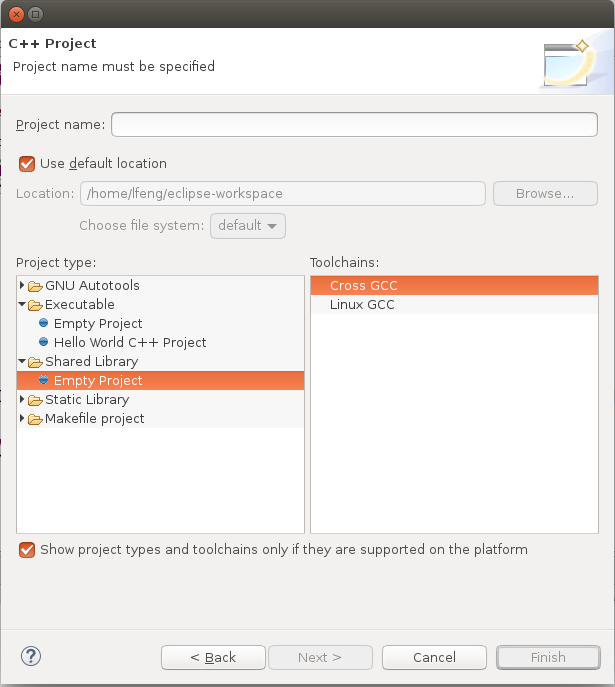 C++ Project
Project name must be specified
Project name:
Use default location
Location: /home/lfeng/eclipse-workspace Browse...
Choose file system: default
Project type: Toolchains:
GNU Autotools Cross GCC
Executable Linux GCC
Empty Project
Hello World C++ Project
Shared Library
Empty Project
Static Library
Makefile project
Show project types and toolchains only if they are supported on the platform
? < Back Next > Cancel Finish